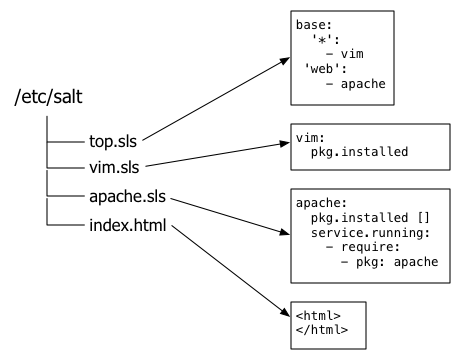 /etc/salt
top.sls
vim.sls
apache.sls
index.html
base:
'*':
- vim
'web':
- apache
vim:
pkg.installed
apache:
pkg.installed []
service.running:
- require:
- pkg: apache
<html>
</html>